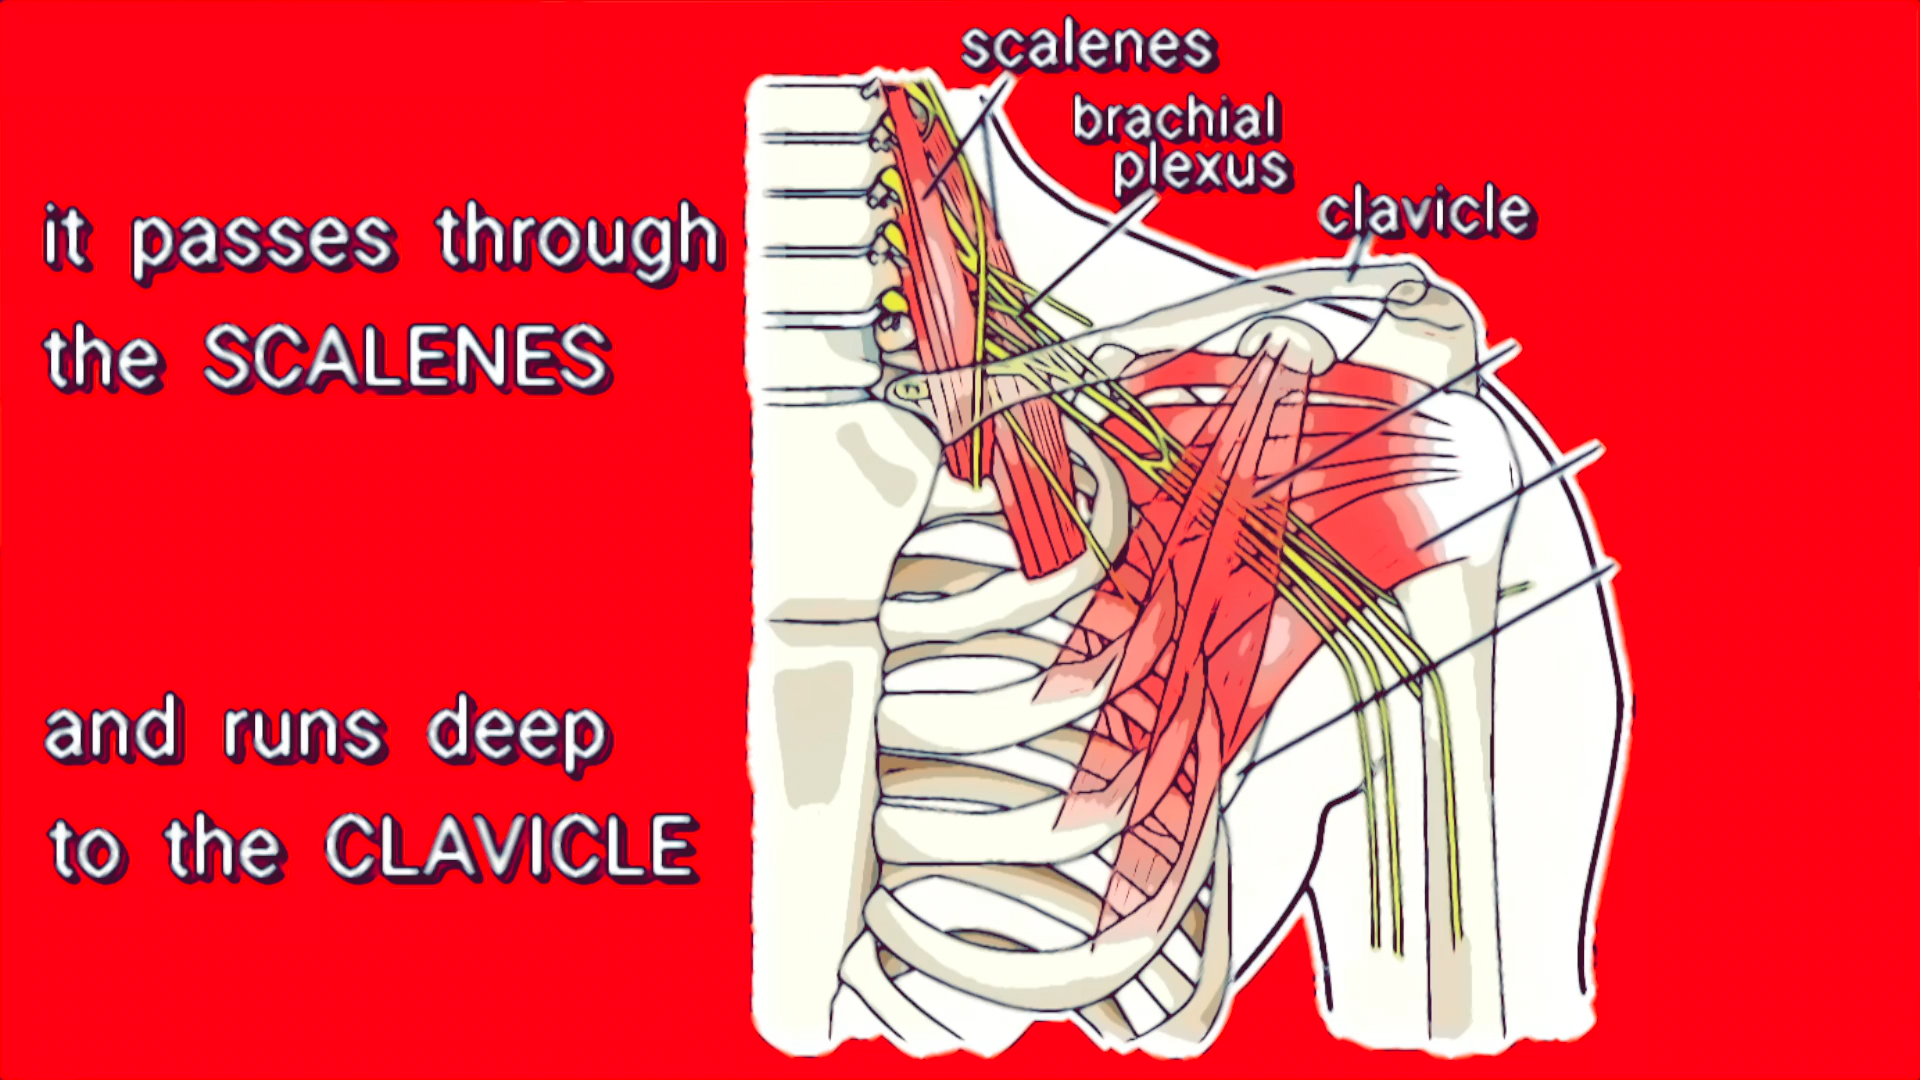 it passes through
the SCALENES
and runs deep
to the CLAVICLE
scalenes
brachial
plexus
clavicle